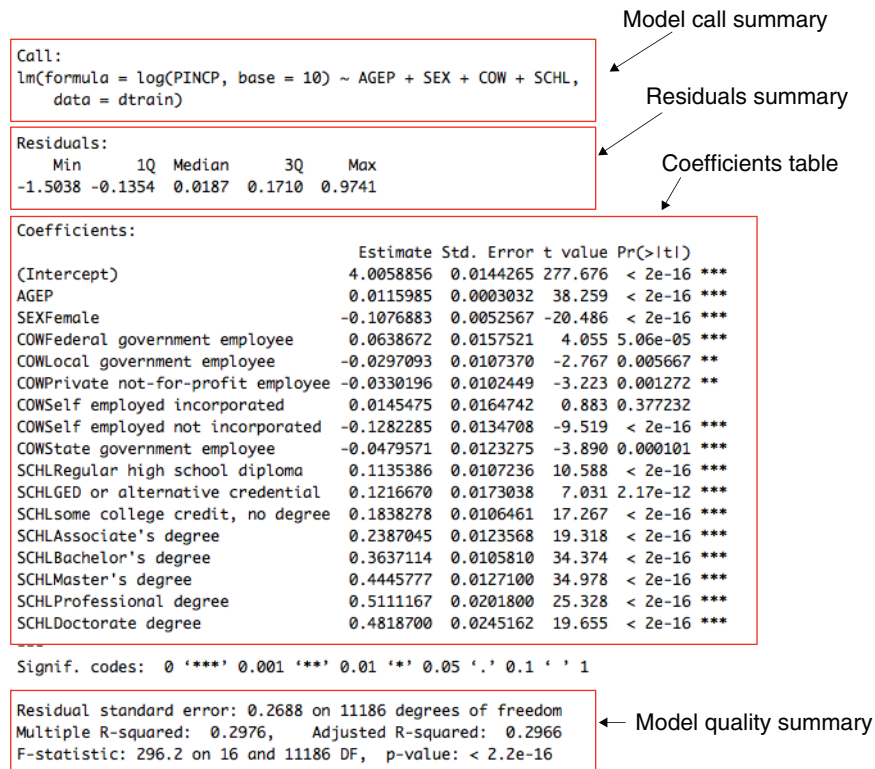 Model call summary
Call:
lm(formula = log(PINCP, base = 10) ~ AGEP + SEX + COW + SCHL,
    data = dtrain)
Residuals summary
Residuals:
    Min      1Q  Median      3Q     Max
-1.5038 -0.1354  0.0187  0.1710  0.9741
Coefficients table
Coefficients:
                                  Estimate Std. Error t value Pr(>|t|)
(Intercept)                      4.0058856  0.0144265 277.676  < 2e-16 ***
AGEP                             0.0115985  0.0003032  38.259  < 2e-16 ***
SEXFemale                       -0.1076883  0.0052567 -20.486  < 2e-16 ***
COWFederal government employee   0.0638672  0.0157521   4.055 5.06e-05 ***
COWLocal government employee    -0.0297093  0.0107370  -2.767 0.005667 **
COWPrivate not-for-profit employee -0.0330196  0.0102449  -3.223 0.001272 **
COWSelf employed incorporated    0.0145475  0.0164742   0.883 0.377232
COWSelf employed not incorporated -0.1282285  0.0134708  -9.519  < 2e-16 ***
COWState government employee    -0.0479571  0.0123275  -3.890 0.000101 ***
SCHLRegular high school diploma  0.1135386  0.0107236  10.588  < 2e-16 ***
SCHLGED or alternative credential  0.1216670  0.0173038   7.031 2.17e-12 ***
SCHLsome college credit, no degree  0.1838278  0.0106461  17.267  < 2e-16 ***
SCHLAssociate's degree           0.2387045  0.0123568  19.318  < 2e-16 ***
SCHLBachelor's degree            0.3637114  0.0105810  34.374  < 2e-16 ***
SCHLMaster's degree              0.4445777  0.0127100  34.978  < 2e-16 ***
SCHLProfessional degree          0.5111167  0.0201800  25.328  < 2e-16 ***
SCHLDoctorate degree             0.4818700  0.0245162  19.655  < 2e-16 ***
---
Signif. codes:  0 ‘***’ 0.001 ‘**’ 0.01 ‘*’ 0.05 ‘.’ 0.1 ‘ ’ 1
Residual standard error: 0.2688 on 11186 degrees of freedom
Multiple R-squared:  0.2976,    Adjusted R-squared:  0.2966
F-statistic: 296.2 on 16 and 11186 DF,  p-value: < 2.2e-16
Model quality summary